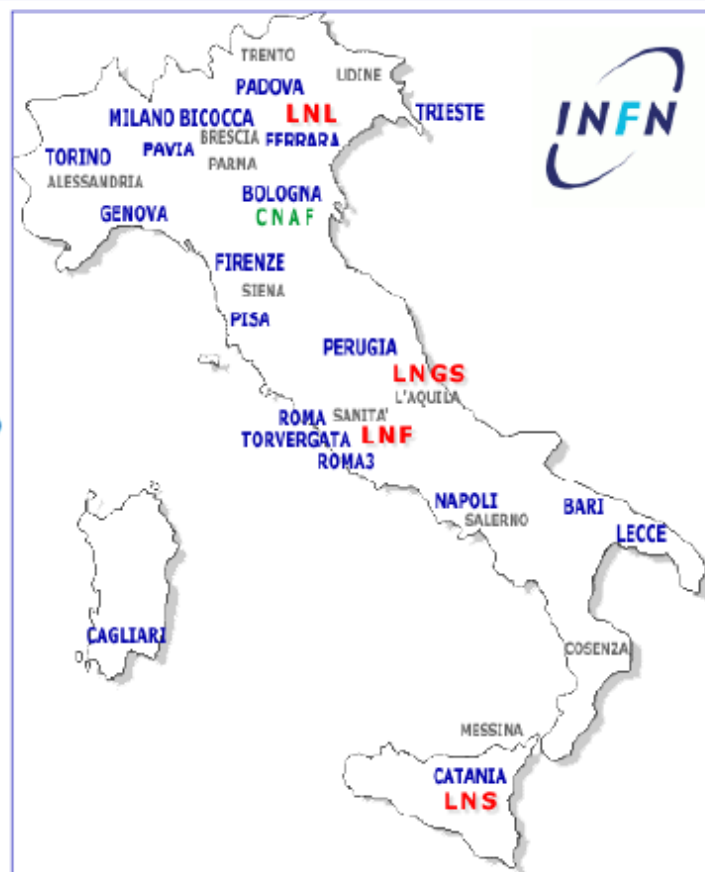 TRENTO
UDINE
PADOVA
LNL
TRIESTE
INFN
MILANO BICOCCA
BRESCIA
FERRARA
PAVIA
TORINO
PARMA
ALESSANDRIA
BOLOGNA
GENOVA
CNAF
FIRENZE
SIENA
PISA
PERUGIA
LNGS
L'AQUILA
ROMA
SANITA'
TORVERGATA
LNF
ROMA3
NAPOLI
SALERNO
BARI
LECCE
CAGLIARI
COSENZA
MESSINA
CATANIA
LNS